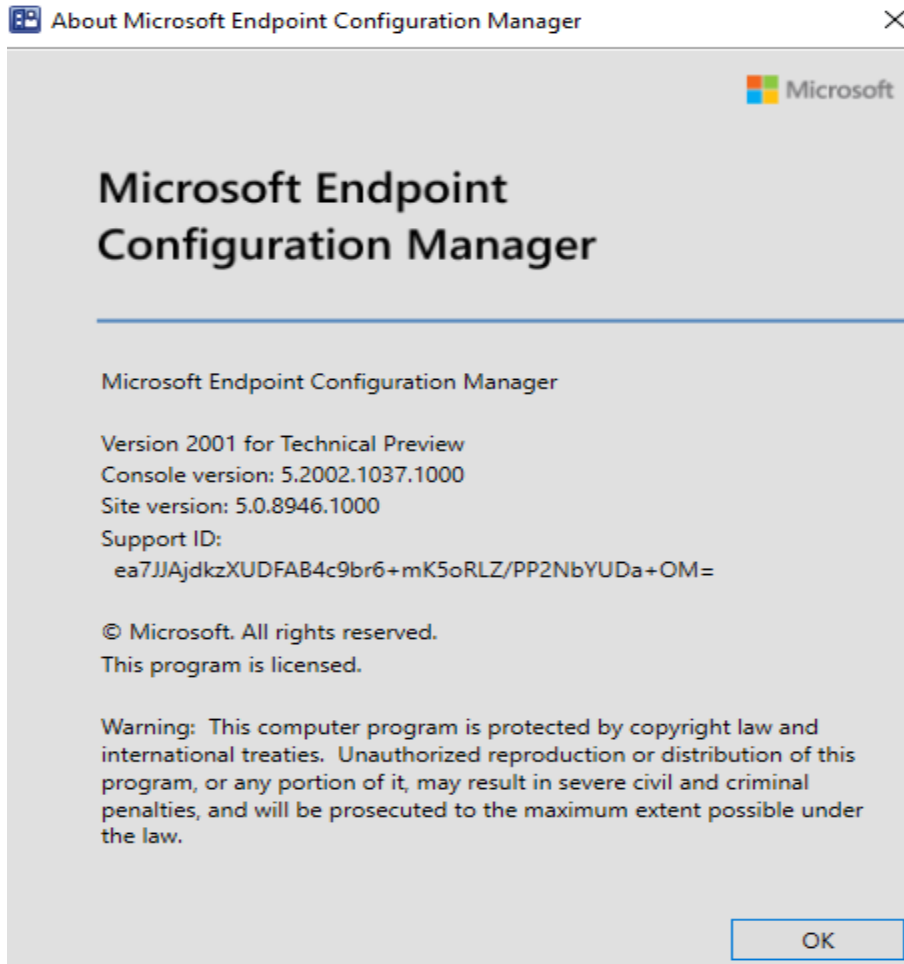 About Microsoft Endpoint Configuration Manager
Microsoft
Microsoft Endpoint
Configuration Manager
Microsoft Endpoint Configuration Manager
Version 2001 for Technical Preview
Console version: 5.2002.1037.1000
Site version: 5.0.8946.1000
Support ID:
ea7JJAjdkzXUDFAB4c9br6+mK5oRLZ/PP2NbYUDa+OM=
© Microsoft. All rights reserved.
This program is licensed.
Warning:  This computer program is protected by copyright law and
international treaties.  Unauthorized reproduction or distribution of this
program, or any portion of it, may result in severe civil and criminal
penalties, and will be prosecuted to the maximum extent possible under
the law.
OK